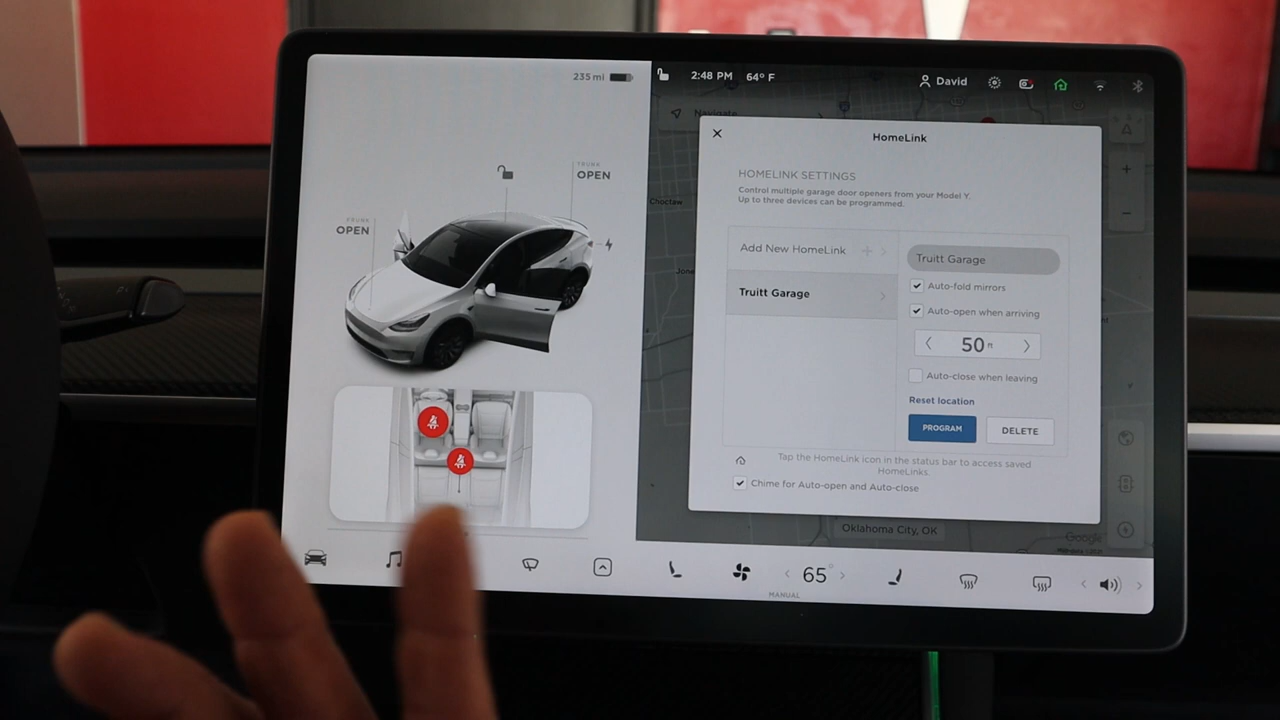 235 mi
2:48 PM 64° F
David
Navigate
TRUNK
OPEN
FRUNK
OPEN
Choctaw
HomeLink
HOMELINK SETTINGS
Control multiple garage door openers from your Model Y.
Up to three devices can be programmed.
Add New HomeLink +
Truitt Garage
Truitt Garage
Auto-fold mirrors
Auto-open when arriving
50 ft
Auto-close when leaving
Reset location
PROGRAM
DELETE
Tap the HomeLink icon in the status bar to access saved
HomeLinks.
Chime for Auto-open and Auto-close
Oklahoma City, OK
Google
65°
MANUAL